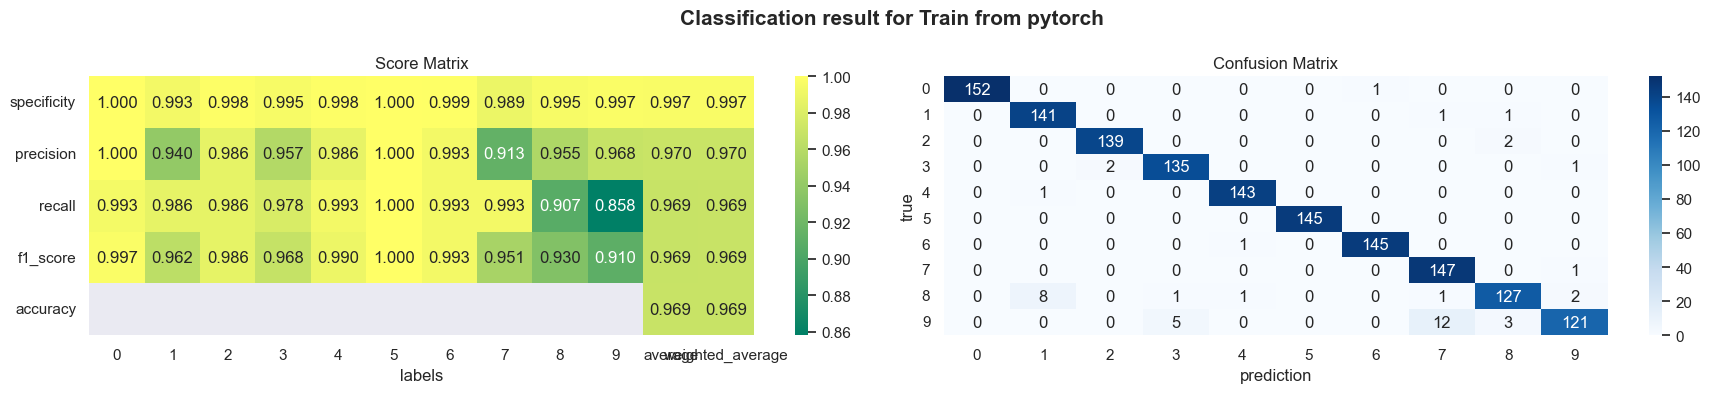 Classification result for Train from pytorch
Score Matrix
specificity 1.000 0.993 0.998 0.995 0.998 1.000 0.999 0.989 0.995 0.997 0.997 0.997
precision 1.000 0.940 0.986 0.957 0.986 1.000 0.993 0.913 0.955 0.968 0.970 0.970
recall 0.993 0.986 0.986 0.978 0.993 1.000 0.993 0.993 0.907 0.858 0.969 0.969
f1_score 0.997 0.962 0.986 0.968 0.990 1.000 0.993 0.951 0.930 0.910 0.969 0.969
accuracy 0.969 0.969
0 1 2 3 4 5 6 7 8 9 average weighted_average
labels
1.00
0.98
0.96
0.94
0.92
0.90
0.88
0.86
Confusion Matrix
true
0 152 0 0 0 0 0 1 0 0 0
1 0 141 0 0 0 0 0 1 1 0
2 0 0 139 0 0 0 0 0 2 0
3 0 0 2 135 0 0 0 0 0 1
4 0 1 0 0 143 0 0 0 0 0
5 0 0 0 0 0 145 0 0 0 0
6 0 0 0 0 1 0 145 0 0 0
7 0 0 0 0 0 0 0 147 0 1
8 0 8 0 1 1 0 0 1 127 2
9 0 0 0 5 0 0 0 12 3 121
0 1 2 3 4 5 6 7 8 9
prediction
140
120
100
80
60
40
20
0